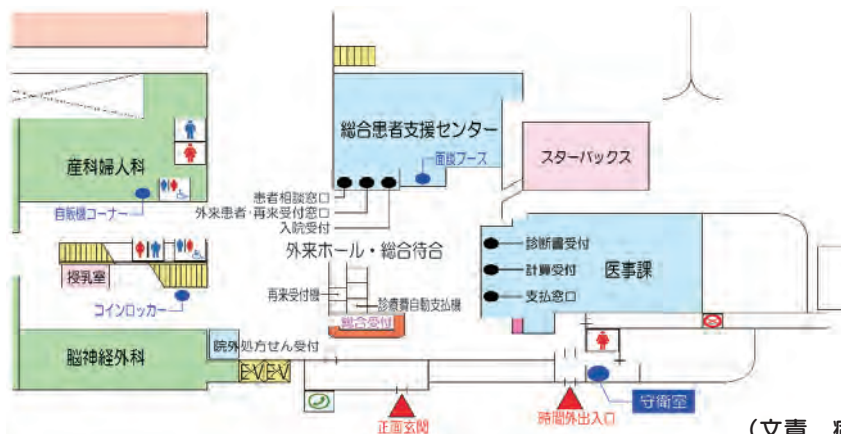 総合患者支援センター
面談ブース
スターバックス
産科婦人科
自販機コーナー
患者相談窓口
外来患者・再来受付窓口
入院受付
外来ホール・総合待合
診断書受付
計算受付
支払窓口
医事課
授乳室
コインロッカー
再来受付機
診療費自動支払機
総合受付
脳神経外科
院外処方せん受付
EV
EV
正面玄関
時間外出入口
守衛室
(文責